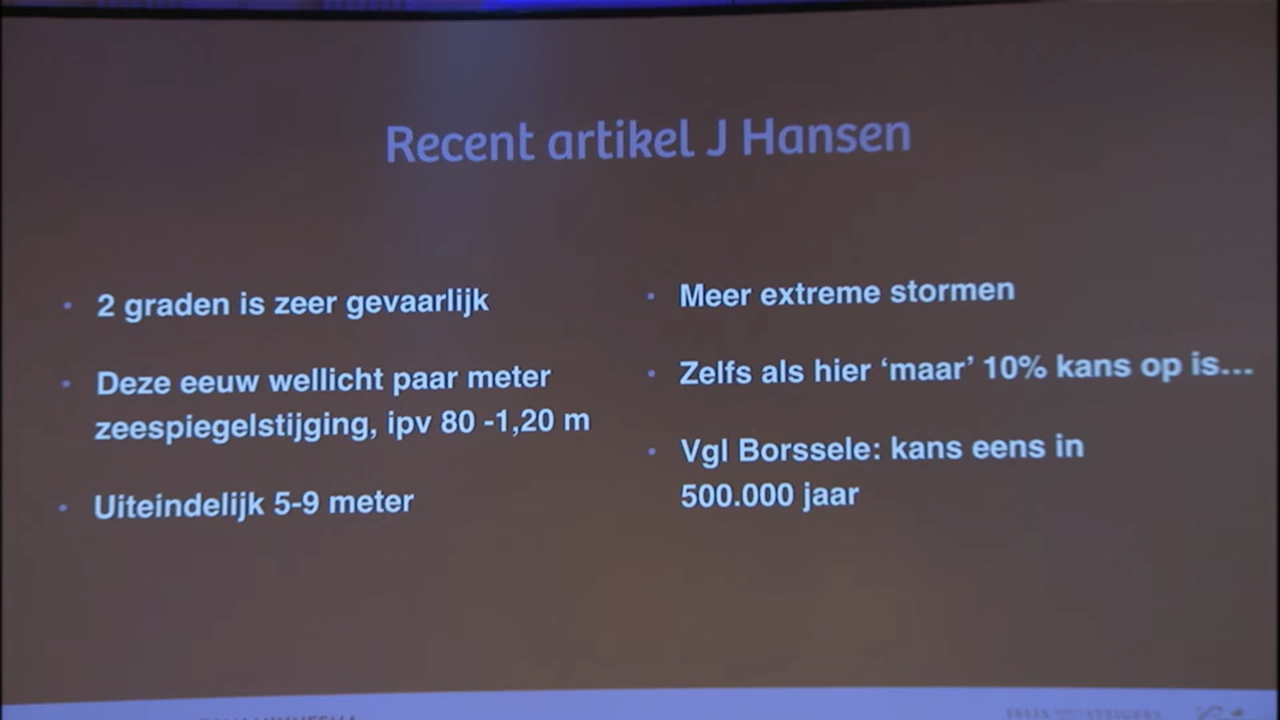 Recent artikel J Hansen
• 2 graden is zeer gevaarlijk
• Deze eeuw wellicht paar meter
zeespiegelstijging, ipv 80 -1,20 m
• Uiteindelijk 5-9 meter
• Meer extreme stormen
• Zelfs als hier ‘maar’ 10% kans op is...
• Vgl Borssele: kans eens in
500.000 jaar